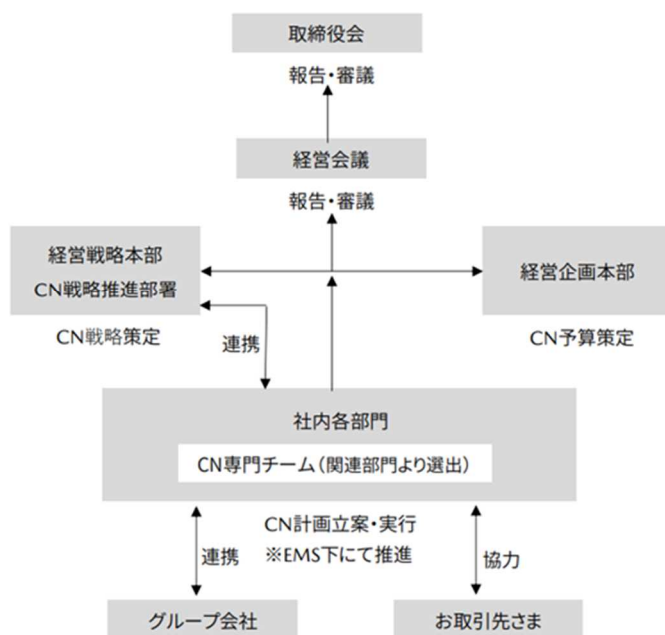 取締役会
報告・審議
経営会議
報告・審議
経営戦略本部
CN戦略推進部署
CN戦略策定
経営企画本部
CN予算策定
連携
社内各部門
CN専門チーム（関連部門より選出）
CN計画立案・実行
※EMS下にて推進
連携
協力
グループ会社
お取引先さま